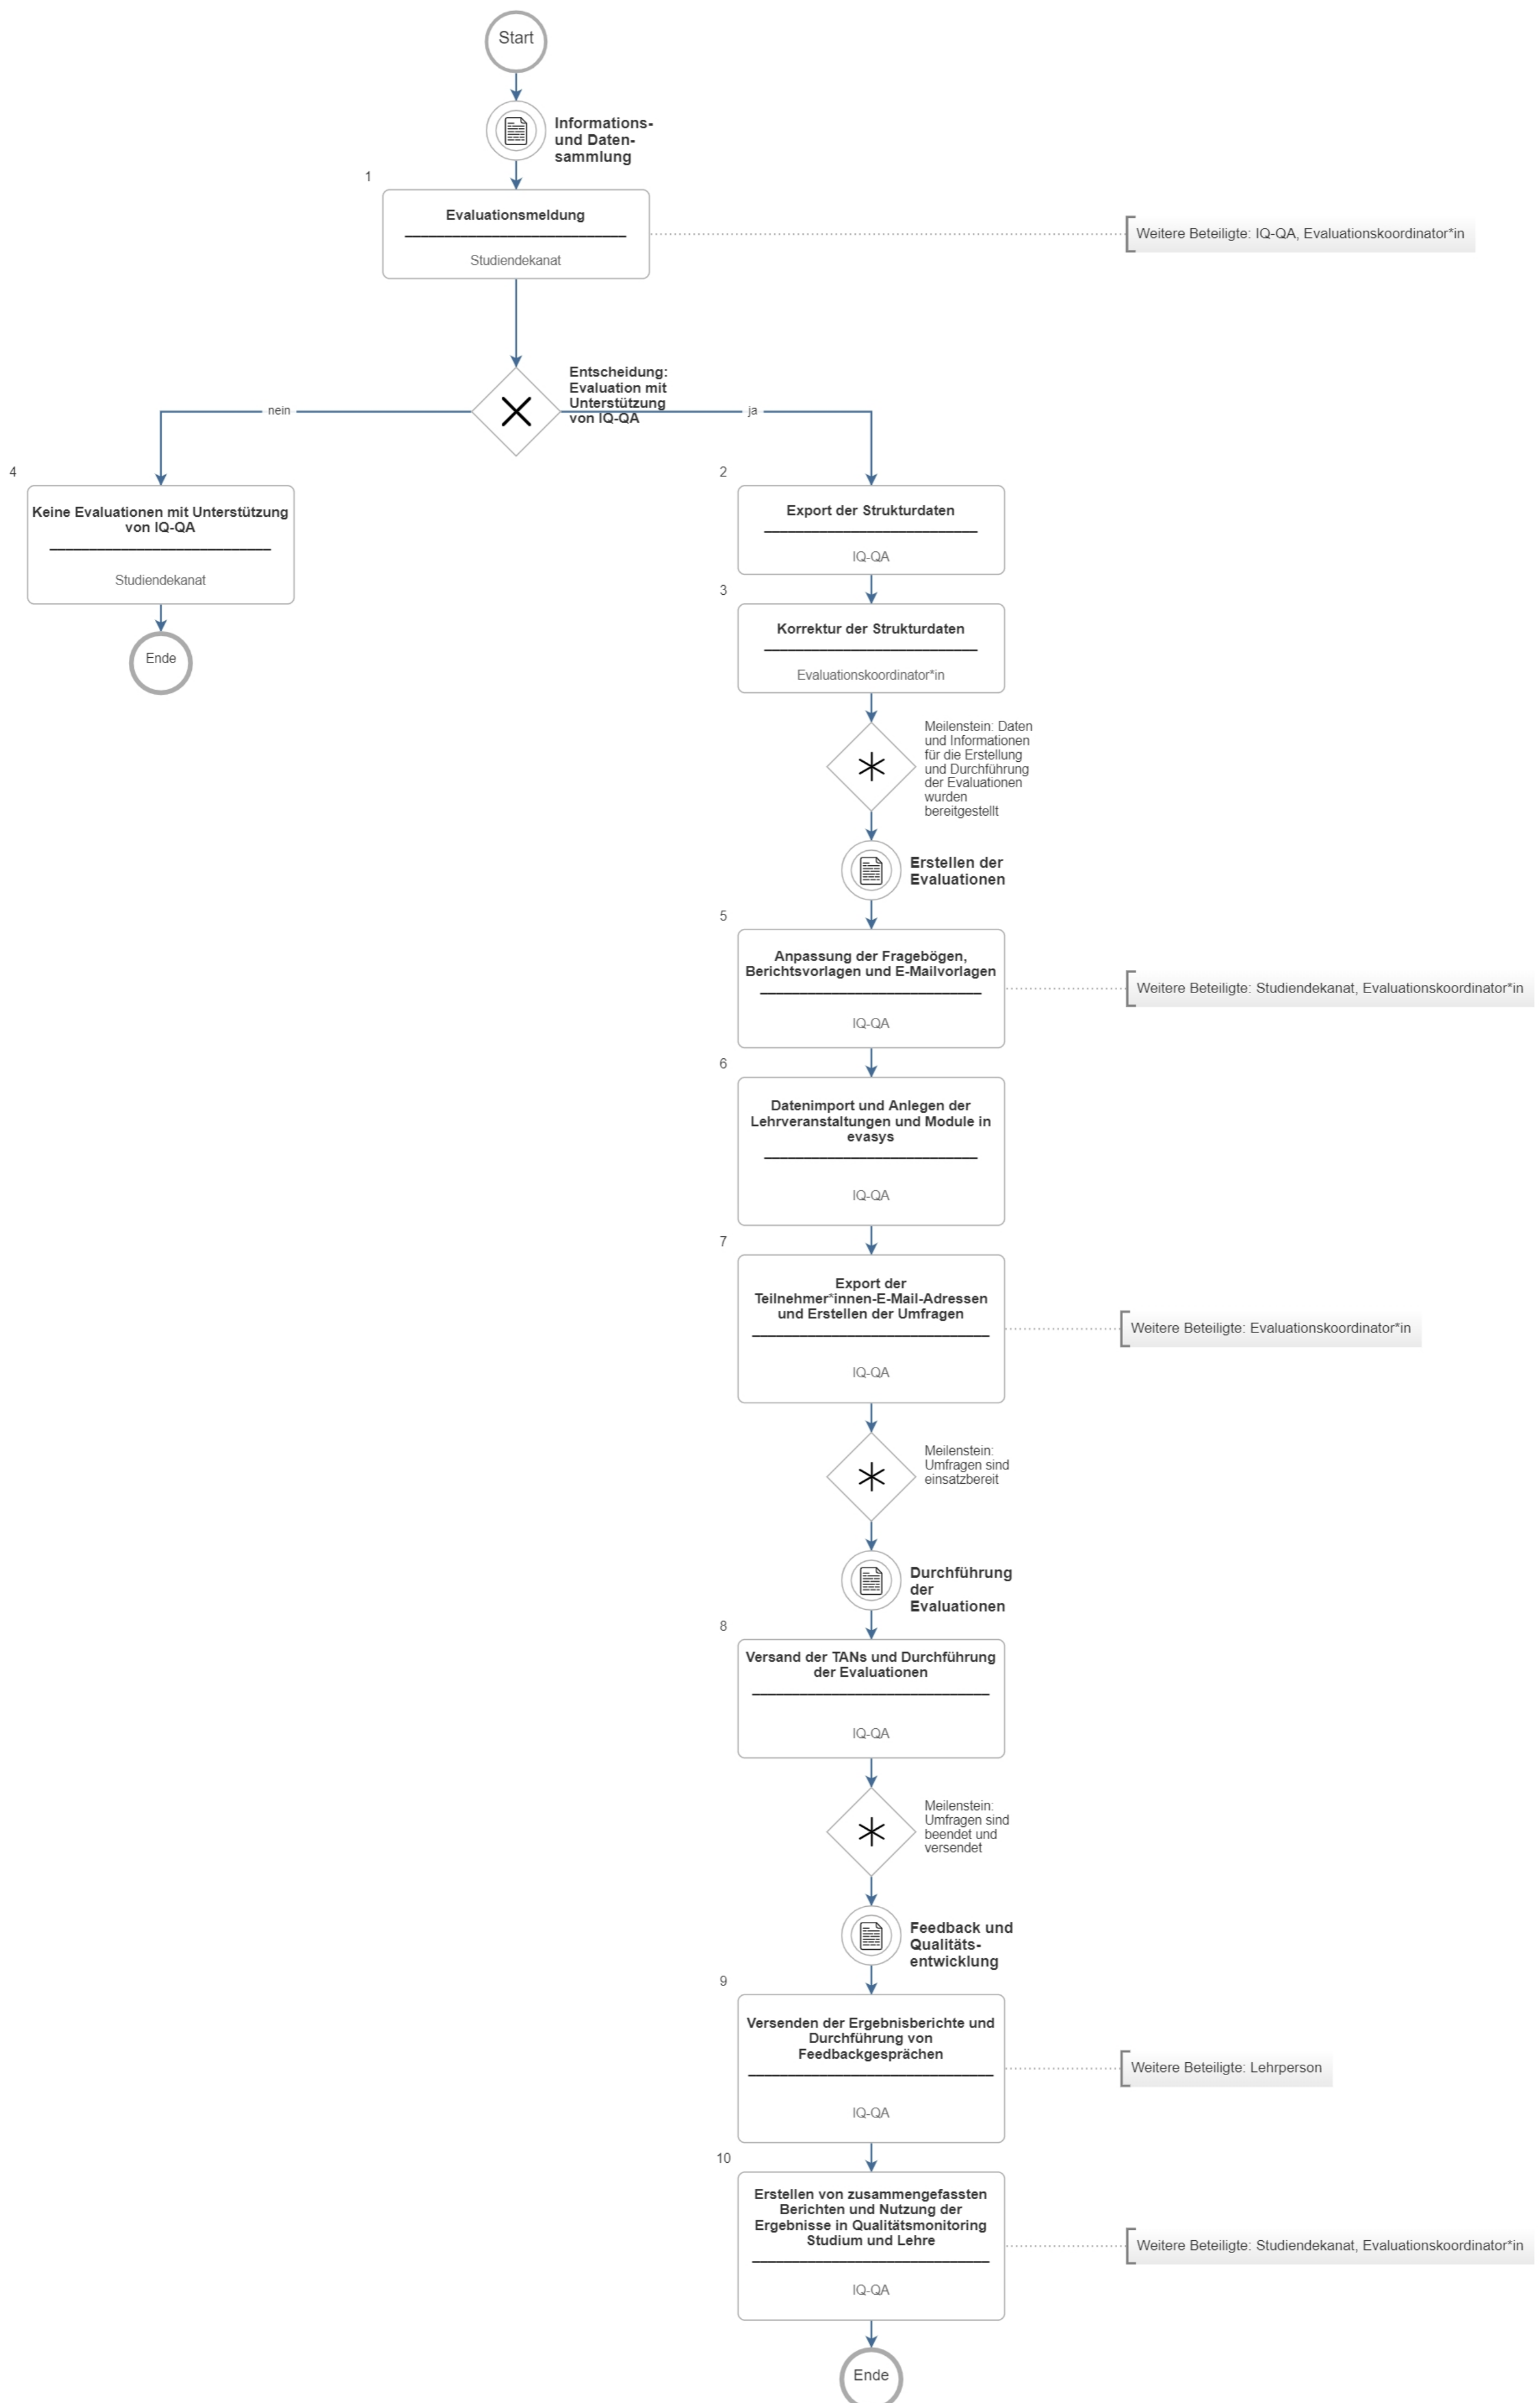 Start
Informations-
und Daten-
sammlung
1
Evaluationsmeldung
Studiendekanat
Weitere Beteiligte: IQ-QA, Evaluationskoordinator*in
Entscheidung:
Evaluation mit
Unterstützung
von IQ-QA
nein
ja
4
Keine Evaluationen mit Unterstützung
von IQ-QA
Studiendekanat
Ende
2
Export der Strukturdaten
IQ-QA
3
Korrektur der Strukturdaten
Evaluationskoordinator*in
Meilenstein: Daten
und Informationen
für die Erstellung
und Durchführung
der Evaluationen
wurden
bereitgestellt
Erstellen der
Evaluationen
5
Anpassung der Fragebögen,
Berichtsvorlagen und E-Mailvorlagen
IQ-QA
Weitere Beteiligte: Studiendekanat, Evaluationskoordinator*in
6
Datenimport und Anlegen der
Lehrveranstaltungen und Module in
evasys
IQ-QA
7
Export der
Teilnehmer*innen-E-Mail-Adressen
und Erstellen der Umfragen
IQ-QA
Weitere Beteiligte: Evaluationskoordinator*in
Meilenstein:
Umfragen sind
einsatzbereit
Durchführung
der
Evaluationen
8
Versand der TANs und Durchführung
der Evaluationen
IQ-QA
Meilenstein:
Umfragen sind
beendet und
versendet
Feedback und
Qualitäts-
entwicklung
9
Versenden der Ergebnisberichte und
Durchführung von
Feedbackgesprächen
IQ-QA
Weitere Beteiligte: Lehrperson
10
Erstellen von zusammengefassten
Berichten und Nutzung der
Ergebnisse in Qualitätsmonitoring
Studium und Lehre
IQ-QA
Weitere Beteiligte: Studiendekanat, Evaluationskoordinator*in
Ende